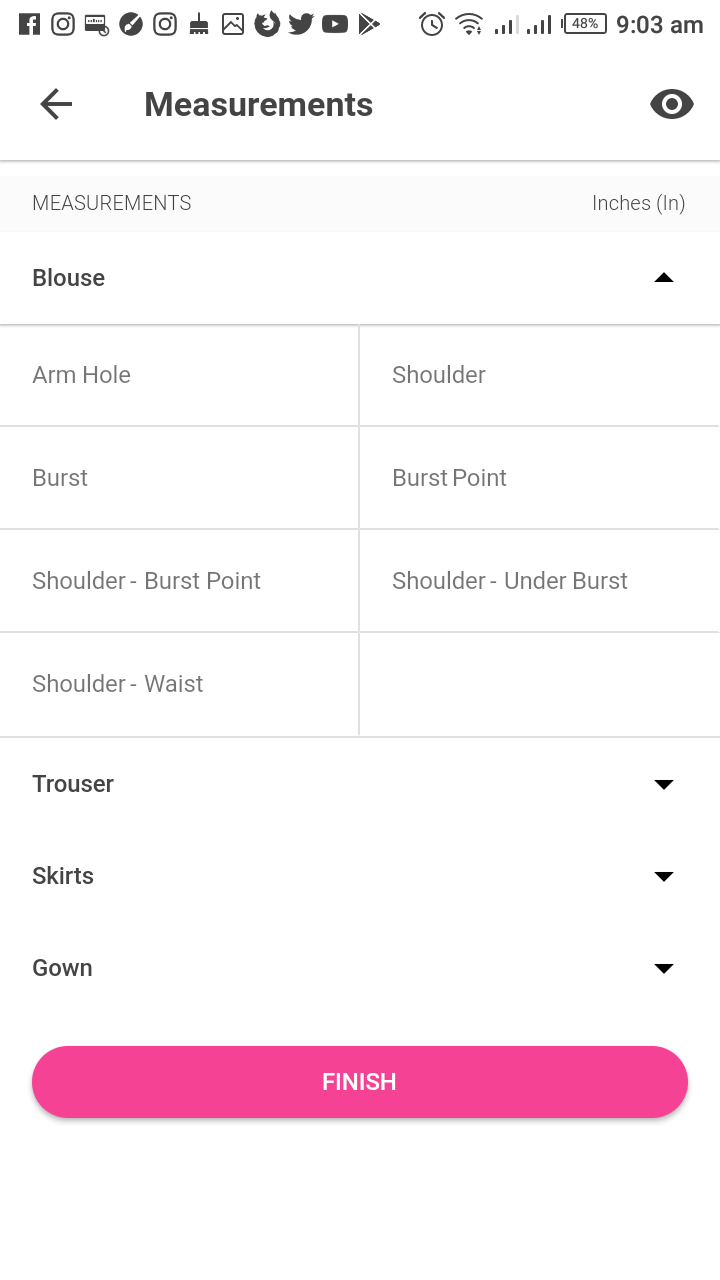 48% 9:03 am
Measurements
MEASUREMENTS Inches (In)
Blouse
Arm Hole Shoulder
Burst Burst Point
Shoulder - Burst Point Shoulder - Under Burst
Shoulder - Waist
Trouser
Skirts
Gown
FINISH